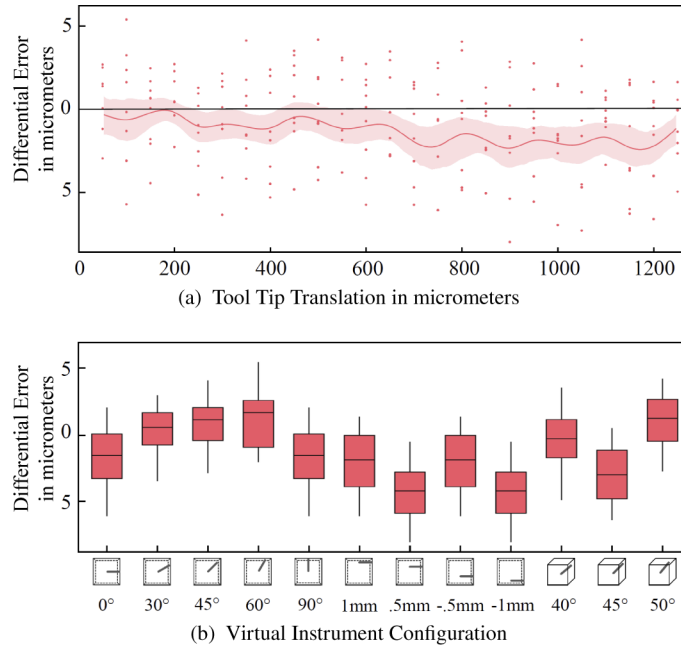 Differential Error
in micrometers
5
0
5
0 200 400 600 800 1000 1200
(a) Tool Tip Translation in micrometers
Differential Error
in micrometers
5
0
5
0° 30° 45° 60° 90° 1mm .5mm -.5mm -1mm 40° 45° 50°
(b) Virtual Instrument Configuration